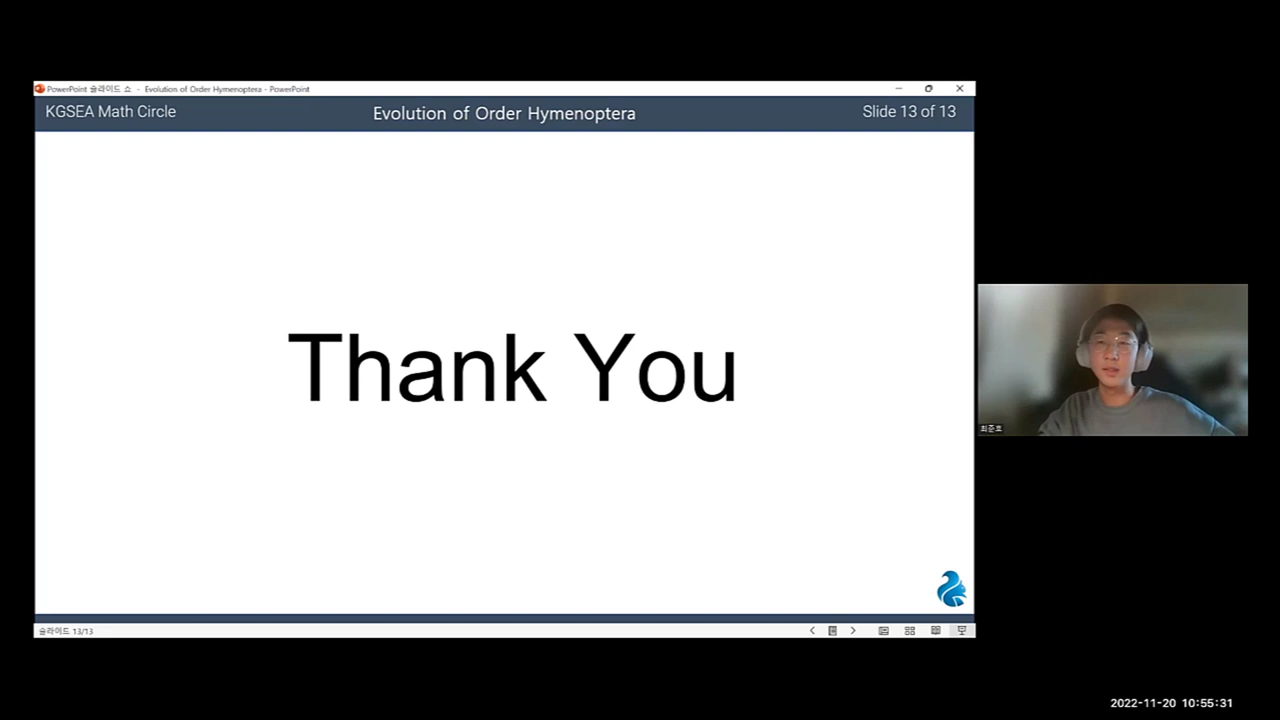 PowerPoint 슬라이드 쇼 - Evolution of Order Hymenoptera - PowerPoint
KGSEA Math Circle
Evolution of Order Hymenoptera
Slide 13 of 13
Thank You
최준호
슬라이드 13/13
2022-11-20 10:55:31